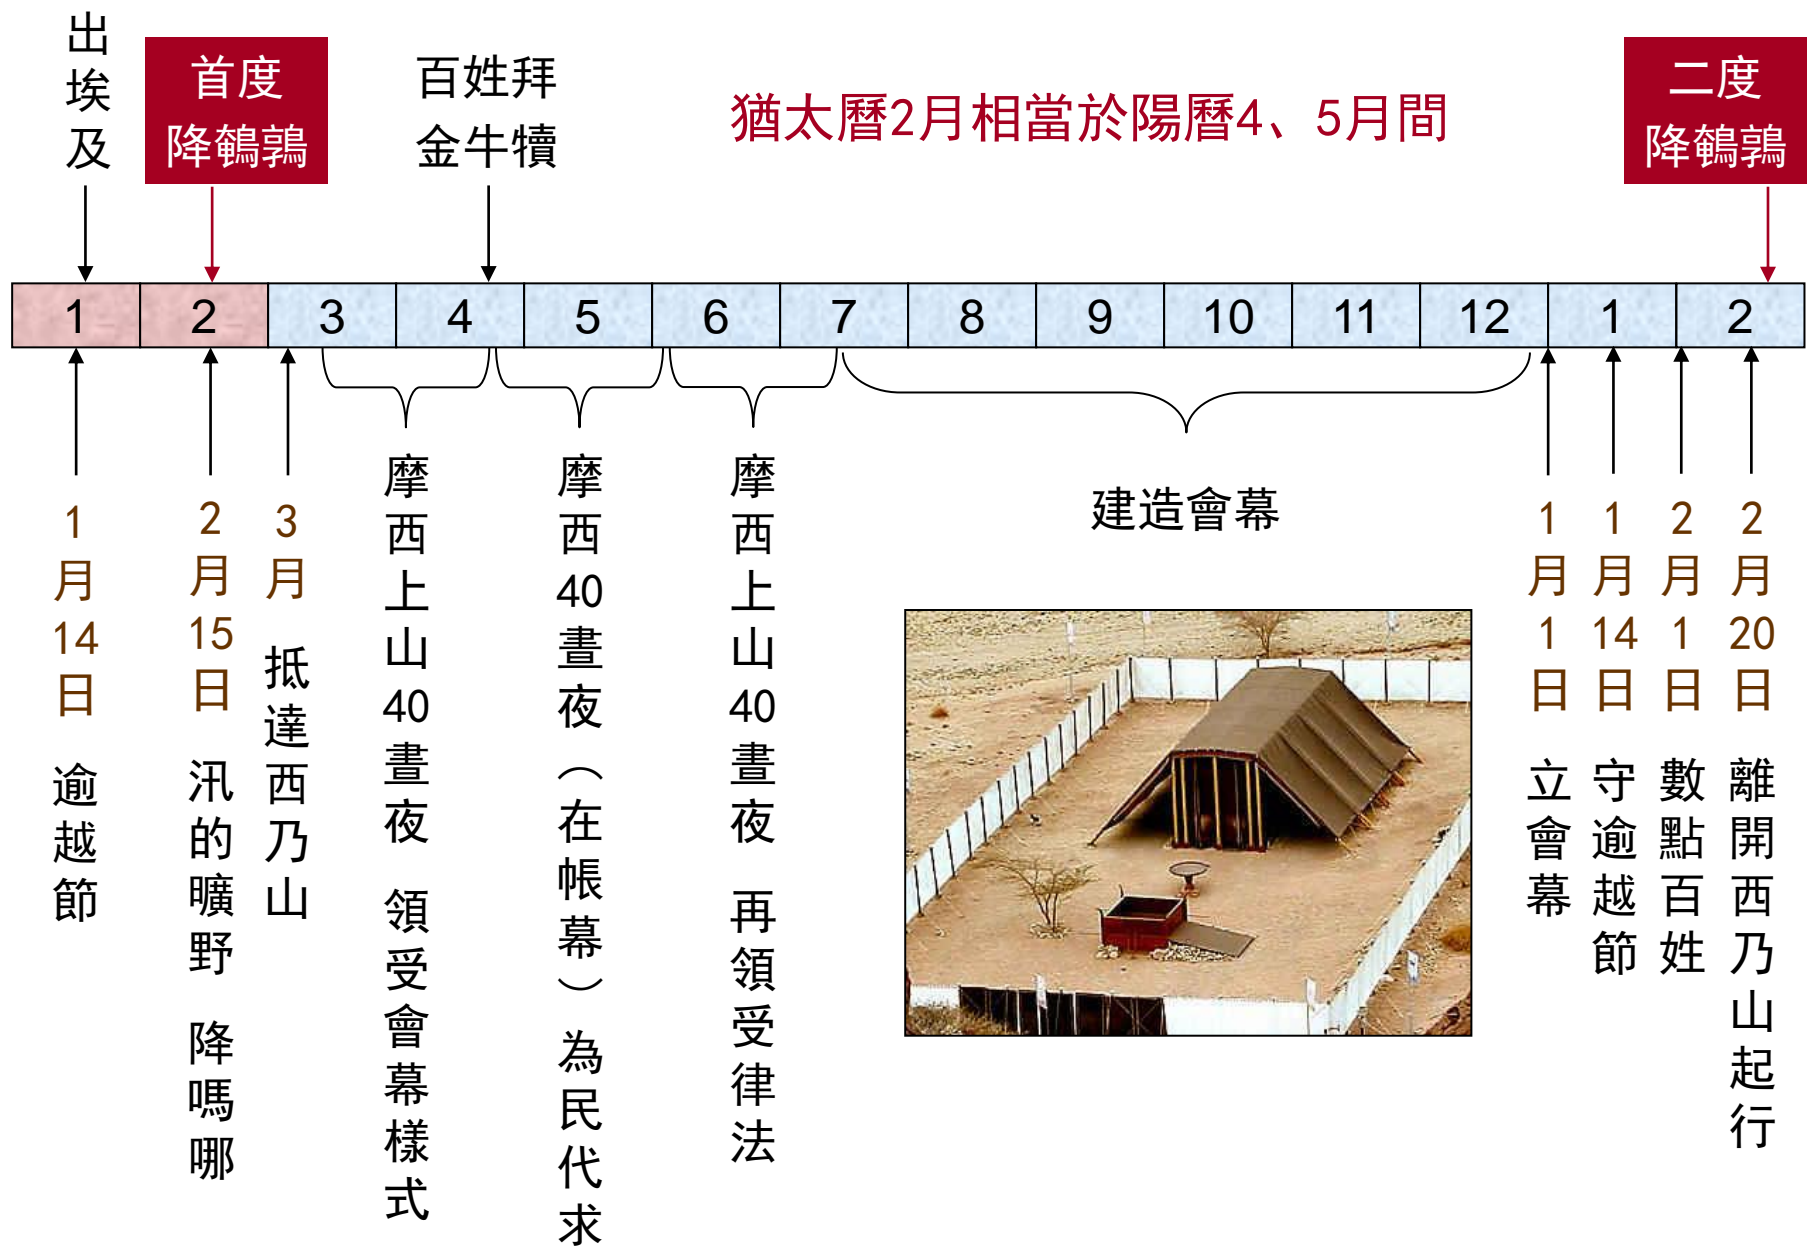 出埃及
首度
降鵪鶉
百姓拜
金牛犢
猶太曆2月相當於陽曆4、5月間
二度
降鵪鶉
1 2 3 4 5 6 7 8 9 10 11 12 1 2
1月14日 逾越節
2月15日 汛的曠野 降嗎哪
3月 抵達西乃山
摩西上山40晝夜 領受會幕樣式
摩西40晝夜（在帳幕）為民代求
摩西上山40晝夜 再領受律法
建造會幕
1月1日 立會幕
1月14日 守逾越節
2月1日 數點百姓
2月20日 離開西乃山起行